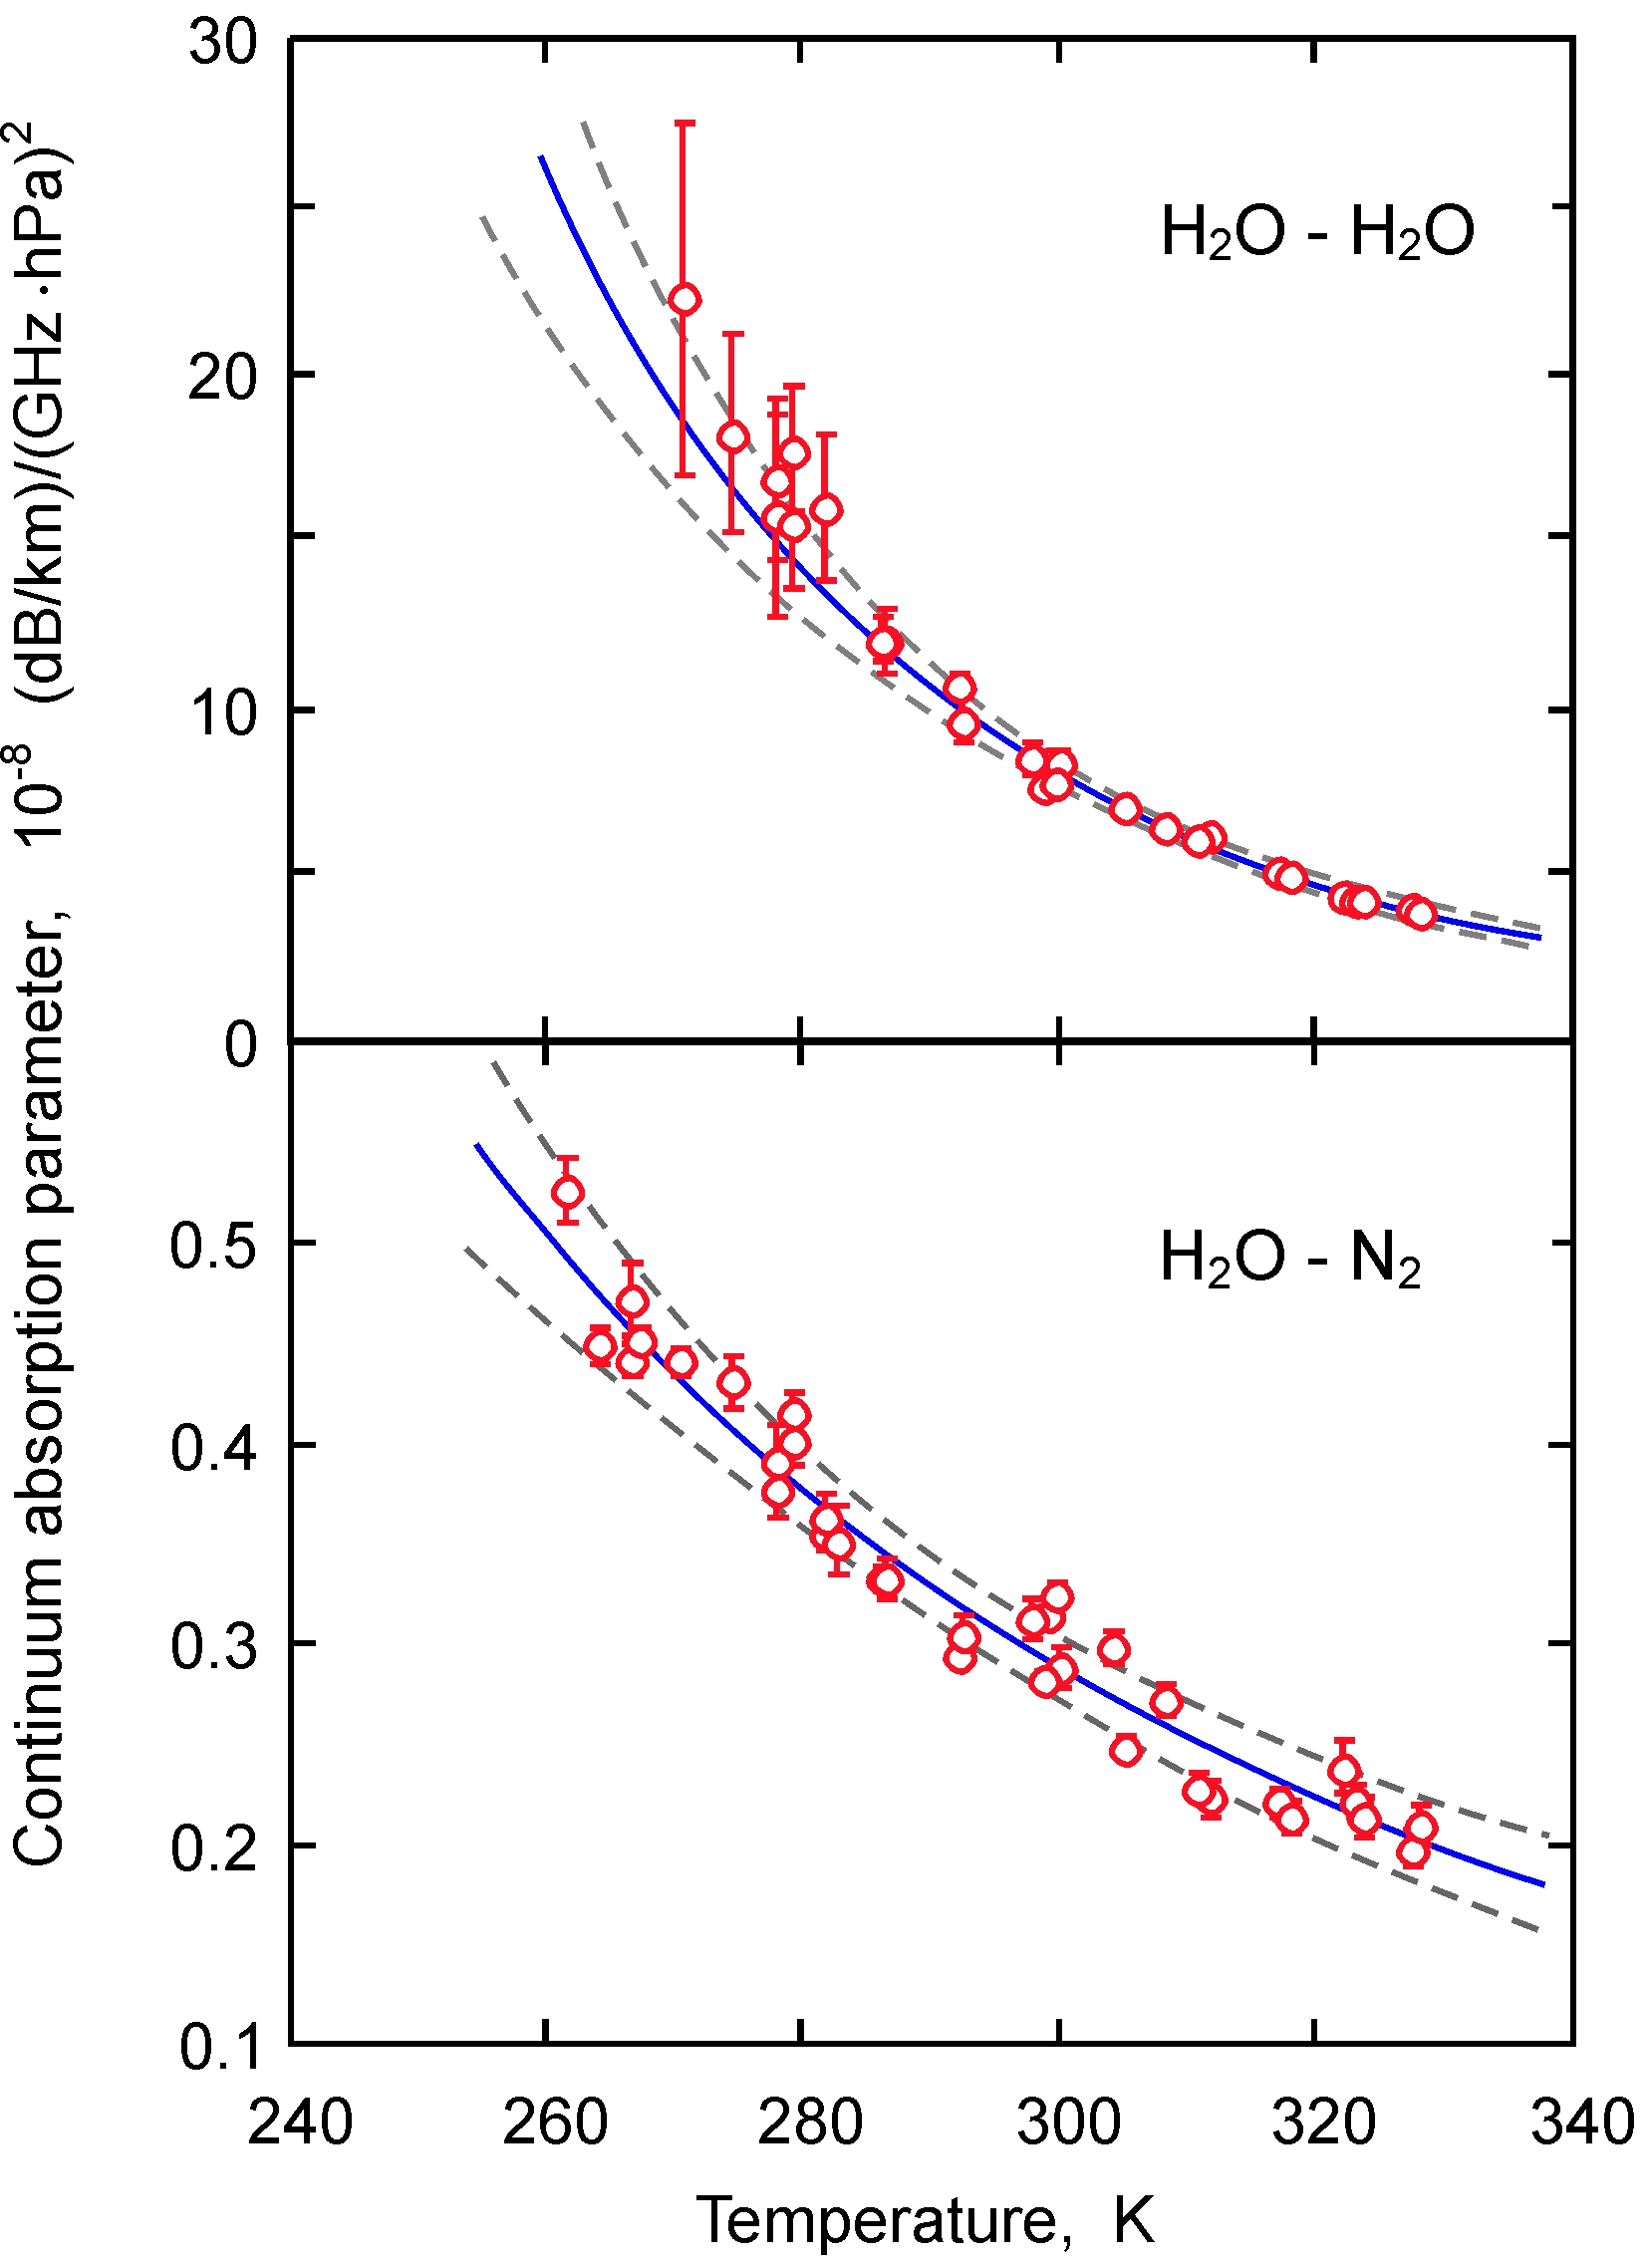 Continuum absorption parameter, 10⁻⁸ (dB/km)/(GHz·hPa)²
30
20
10
0
H₂O - H₂O
0.5
0.4
0.3
0.2
0.1
H₂O - N₂
240 260 280 300 320 340
Temperature, K